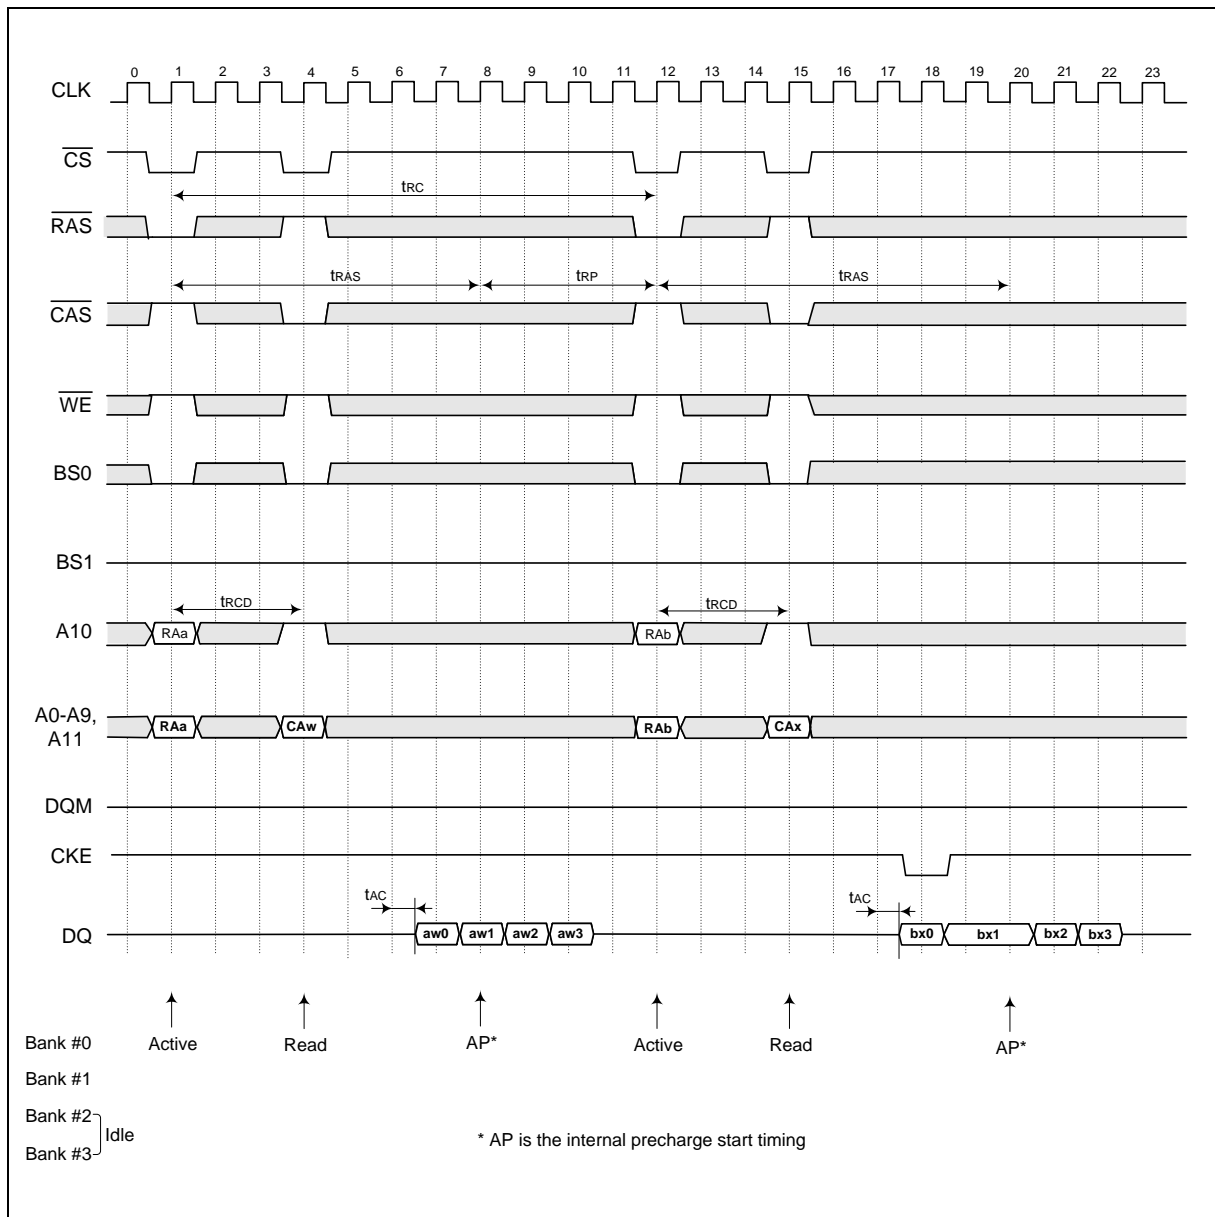 0 1 2 3 4 5 6 7 8 9 10 11 12 13 14 15 16 17 18 19 20 21 22 23
CLK
CS
tRC
RAS
tRAS tRP tRAS
CAS
WE
BS0
BS1
tRCD tRCD
A10 RAa RAb
A0-A9,
A11 RAa CAw RAb CAx
DQM
CKE
tAC tAC
DQ aw0 aw1 aw2 aw3 bx0 bx1 bx2 bx3
Bank #0 Active Read AP* Active Read AP*
Bank #1
Bank #2
Idle
Bank #3
* AP is the internal precharge start timing